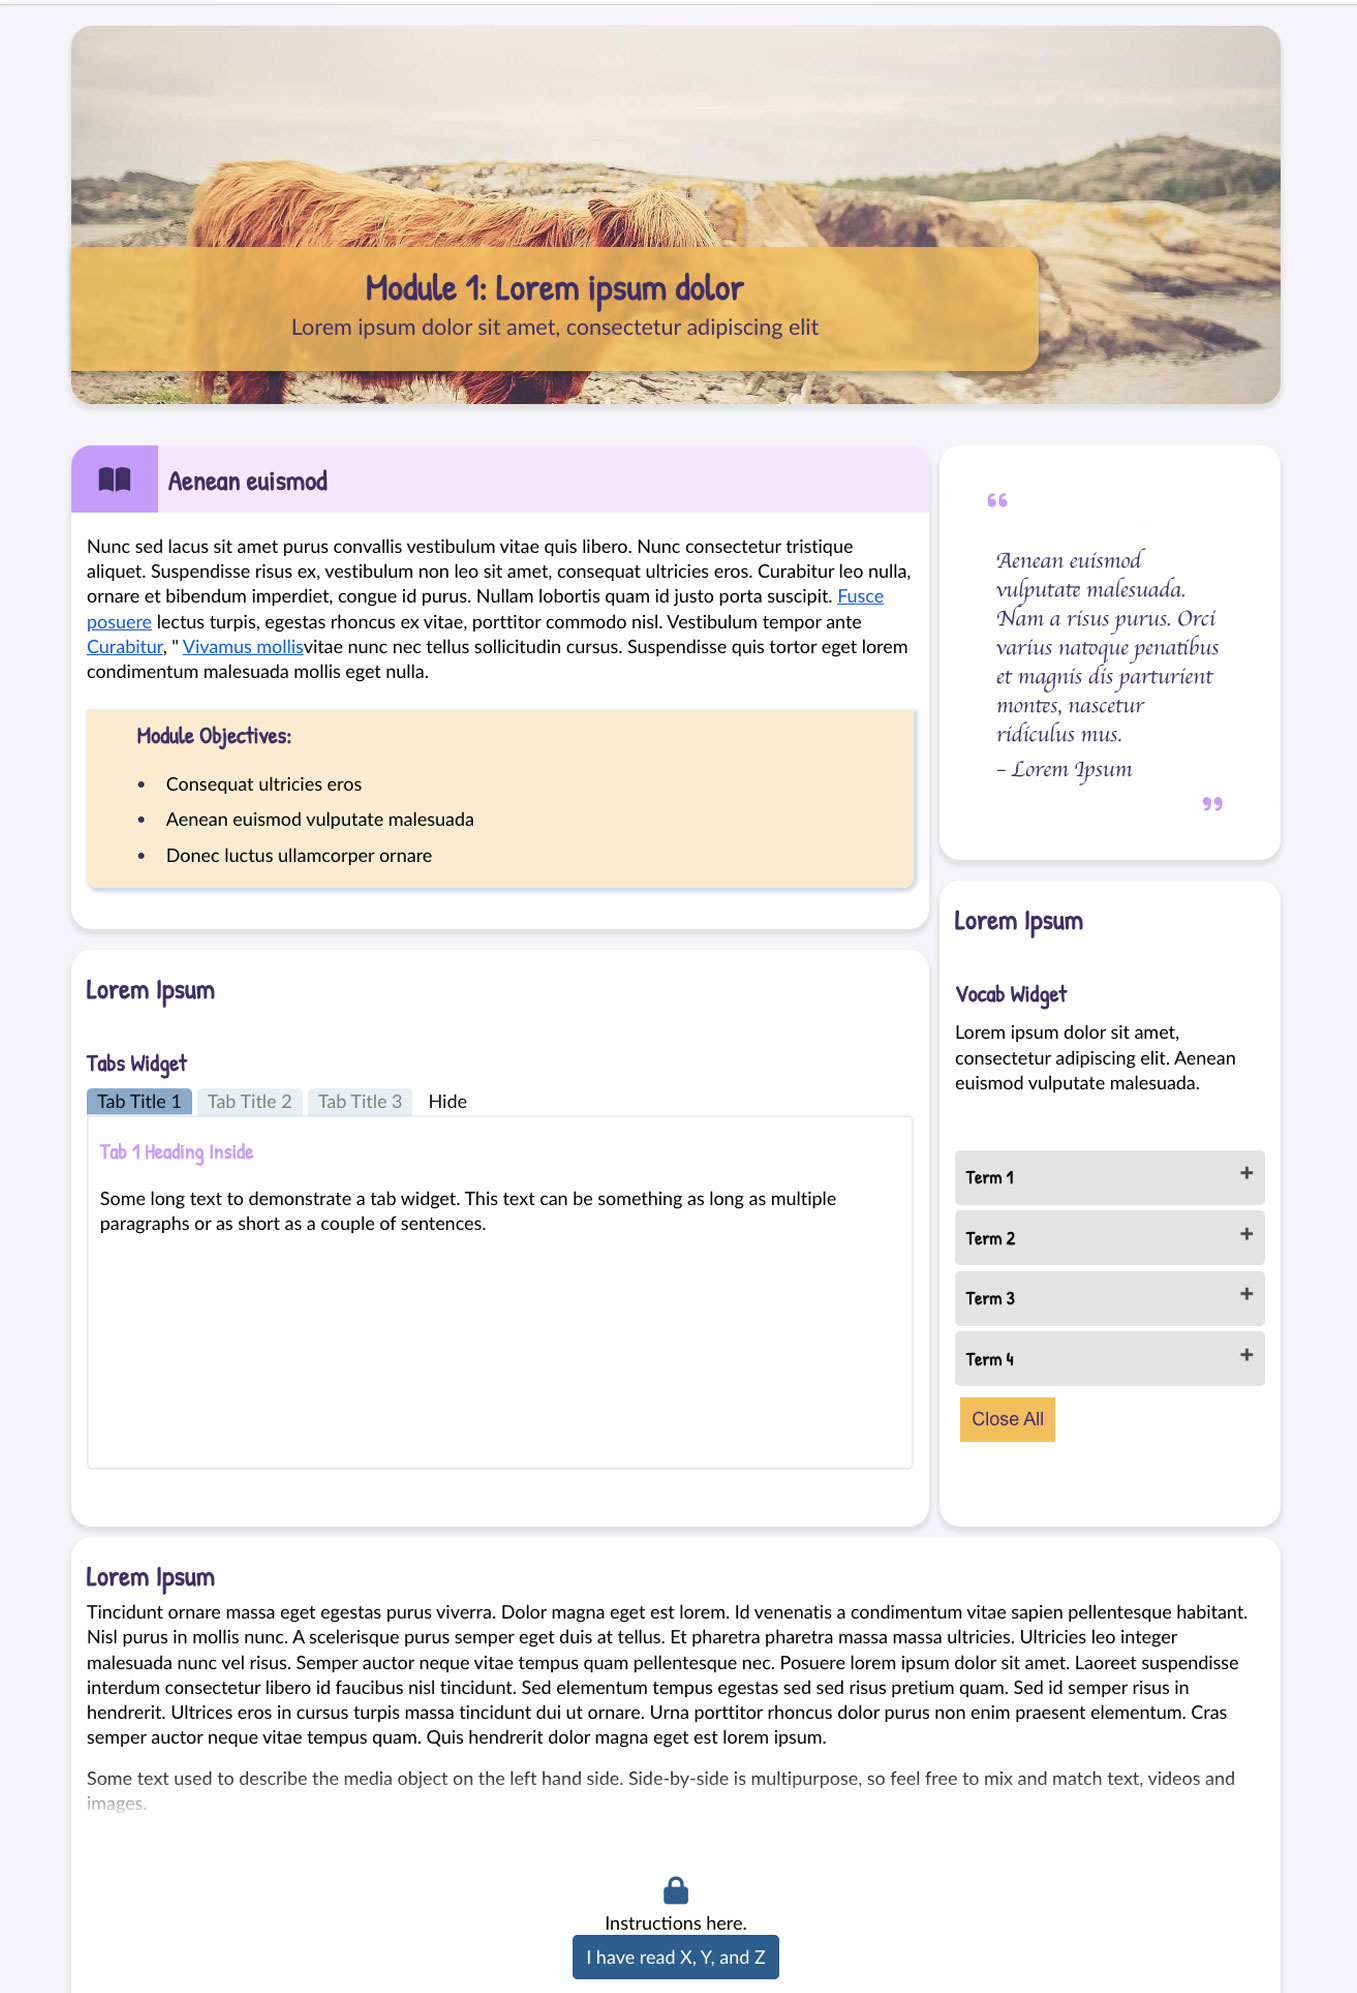 Module 1: Lorem ipsum dolor
Lorem ipsum dolor sit amet, consectetur adipiscing elit
Aenean euismod
Nunc sed lacus sit amet purus convallis vestibulum vitae quis libero. Nunc consectetur tristique
aliquet. Suspendisse risus ex, vestibulum non leo sit amet, consequat ultricies eros. Curabitur leo nulla,
ornare et bibendum imperdiet, congue id purus. Nullam lobortis quam id justo porta suscipit. Fusce
posuere lectus turpis, egestas rhoncus ex vitae, porttitor commodo nisl. Vestibulum tempor ante
Curabitur, " Vivamus mollisvitae nunc nec tellus sollicitudin cursus. Suspendisse quis tortor eget lorem
condimentum malesuada mollis eget nulla.
Module Objectives:
• Consequat ultricies eros
• Aenean euismod vulputate malesuada
• Donec luctus ullamcorper ornare
“
Aenean euismod
vulputate malesuada.
Nam a risus purus. Orci
varius natoque penatibus
et magnis dis parturient
montes, nascetur
ridiculus mus.
– Lorem Ipsum
”
Lorem Ipsum
Tabs Widget
Tab Title 1 Tab Title 2 Tab Title 3 Hide
Tab 1 Heading Inside
Some long text to demonstrate a tab widget. This text can be something as long as multiple
paragraphs or as short as a couple of sentences.
Lorem Ipsum
Vocab Widget
Lorem ipsum dolor sit amet,
consectetur adipiscing elit. Aenean
euismod vulputate malesuada.
Term 1 +
Term 2 +
Term 3 +
Term 4 +
Close All
Lorem Ipsum
Tincidunt ornare massa eget egestas purus viverra. Dolor magna eget est lorem. Id venenatis a condimentum vitae sapien pellentesque habitant.
Nisl purus in mollis nunc. A scelerisque purus semper eget duis at tellus. Et pharetra pharetra massa massa ultricies. Ultricies leo integer
malesuada nunc vel risus. Semper auctor neque vitae tempus quam pellentesque nec. Posuere lorem ipsum dolor sit amet. Laoreet suspendisse
interdum consectetur libero id faucibus nisl tincidunt. Sed elementum tempus egestas sed sed risus pretium quam. Sed id semper risus in
hendrerit. Ultrices eros in cursus turpis massa tincidunt dui ut ornare. Urna porttitor rhoncus dolor purus non enim praesent elementum. Cras
semper auctor neque vitae tempus quam. Quis hendrerit dolor magna eget est lorem ipsum.
Some text used to describe the media object on the left hand side. Side-by-side is multipurpose, so feel free to mix and match text, videos and
images.
Instructions here.
I have read X, Y, and Z